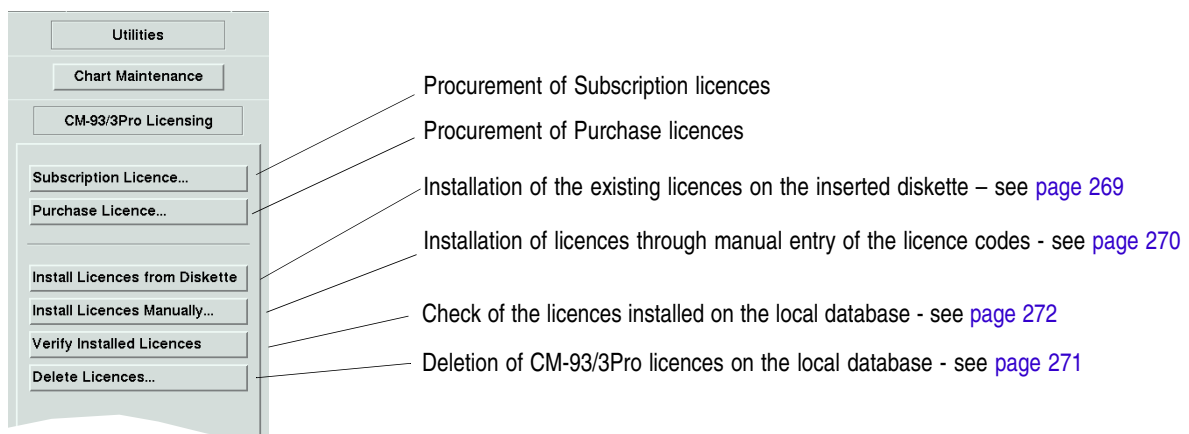 Utilities
Chart Maintenance
CM-93/3Pro Licensing
Subscription Licence...
Purchase Licence...
Install Licences from Diskette
Install Licences Manually...
Verify Installed Licences
Delete Licences...
Procurement of Subscription licences
Procurement of Purchase licences
Installation of the existing licences on the inserted diskette – see page 269
Installation of licences through manual entry of the licence codes - see page 270
Check of the licences installed on the local database - see page 272
Deletion of CM-93/3Pro licences on the local database - see page 271